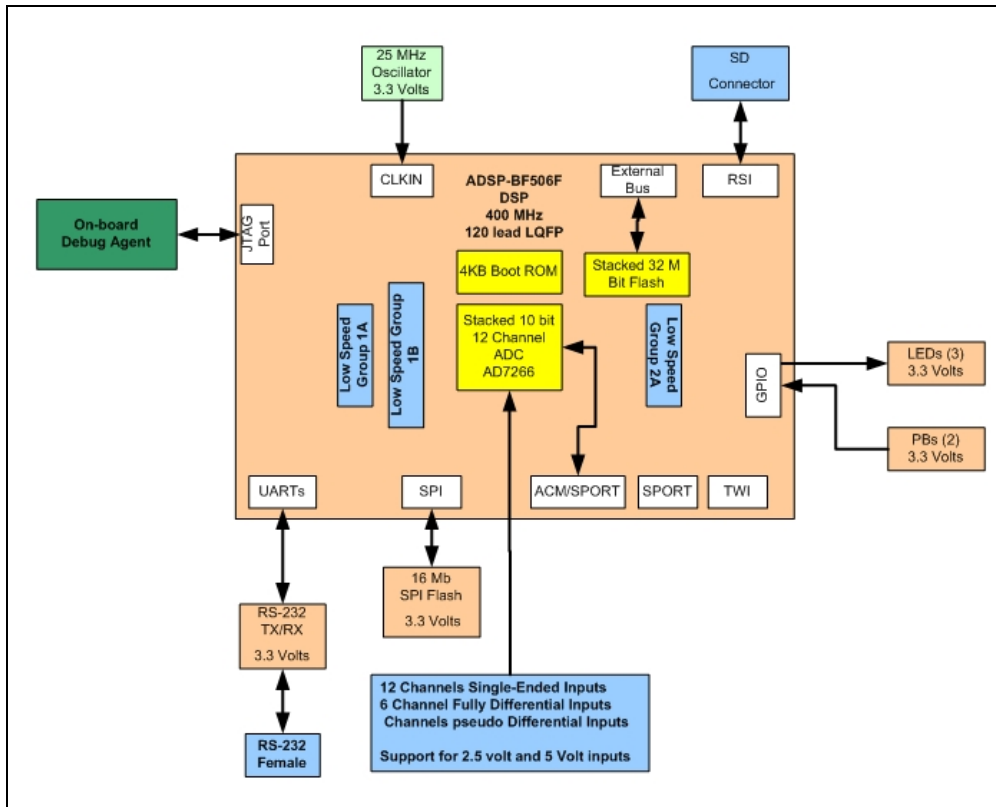 25 MHz
Oscillator
3.3 Volts
SD
Connector
CLKIN
ADSP-BF506F
DSP
400 MHz
120 lead LQFP
External
Bus
RSI
On-board
Debug Agent
JTAG
Port
4KB Boot ROM
Stacked 32 M
Bit Flash
Low Speed
Group 1A
Low Speed Group
1B
Stacked 10 bit
12 Channel
ADC
AD7266
Low Speed
Group 2A
GPIO
LEDs (3)
3.3 Volts
PBs (2)
3.3 Volts
UARTs
SPI
ACM/SPORT
SPORT
TWI
16 Mb
SPI Flash
3.3 Volts
RS-232
TX/RX
3.3 Volts
12 Channels Single-Ended Inputs
6 Channel Fully Differential Inputs
Channels pseudo Differential Inputs
Support for 2.5 volt and 5 Volt inputs
RS-232
Female